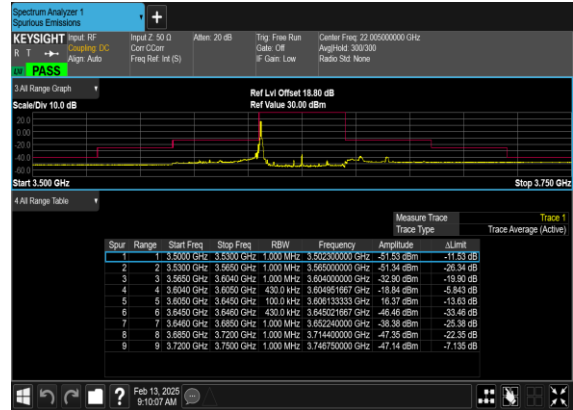 Spectrum Analyzer 1
Spurious Emissions
KEYSIGHT Input: RF Input Z: 50 Ω Atten: 20 dB Trig: Free Run Center Freq: 22.005000000 GHz
R T Coupling: DC Corr CCorr Gate: Off Avg|Hold: 300/300
Align: Auto Freq Ref: Int (S) IF Gain: Low Radio Std: None
PASS
3.All Range Graph
Ref Lvl Offset 18.80 dB
Scale/Div 10.0 dB Ref Value 30.00 dBm
20.0
0.00
-20.0
-40.0
-60.0
Start 3.500 GHz Stop 3.750 GHz
4.All Range Table
Measure Trace Trace 1
Trace Type Trace Average (Active)
Spur Range Start Freq Stop Freq RBW Frequency Amplitude ΔLimit
1 1 3.5000 GHz 3.5300 GHz 1.000 MHz 3.502300000 GHz -51.53 dBm -11.53 dB
2 2 3.5300 GHz 3.5650 GHz 1.000 MHz 3.565000000 GHz -51.34 dBm -26.34 dB
3 3 3.5650 GHz 3.6040 GHz 1.000 MHz 3.604000000 GHz -32.90 dBm -19.90 dB
4 4 3.6040 GHz 3.6050 GHz 430.0 kHz 3.604951667 GHz -18.84 dBm -5.843 dB
5 5 3.6050 GHz 3.6450 GHz 100.0 kHz 3.606133333 GHz 16.37 dBm -13.63 dB
6 6 3.6450 GHz 3.6460 GHz 430.0 kHz 3.645021667 GHz -46.46 dBm -33.46 dB
7 7 3.6460 GHz 3.6850 GHz 1.000 MHz 3.652240000 GHz -38.38 dBm -25.38 dB
8 8 3.6850 GHz 3.7200 GHz 1.000 MHz 3.714400000 GHz -47.35 dBm -22.35 dB
9 9 3.7200 GHz 3.7500 GHz 1.000 MHz 3.746750000 GHz -47.14 dBm -7.135 dB
? Feb 13, 2025
9:10:07 AM